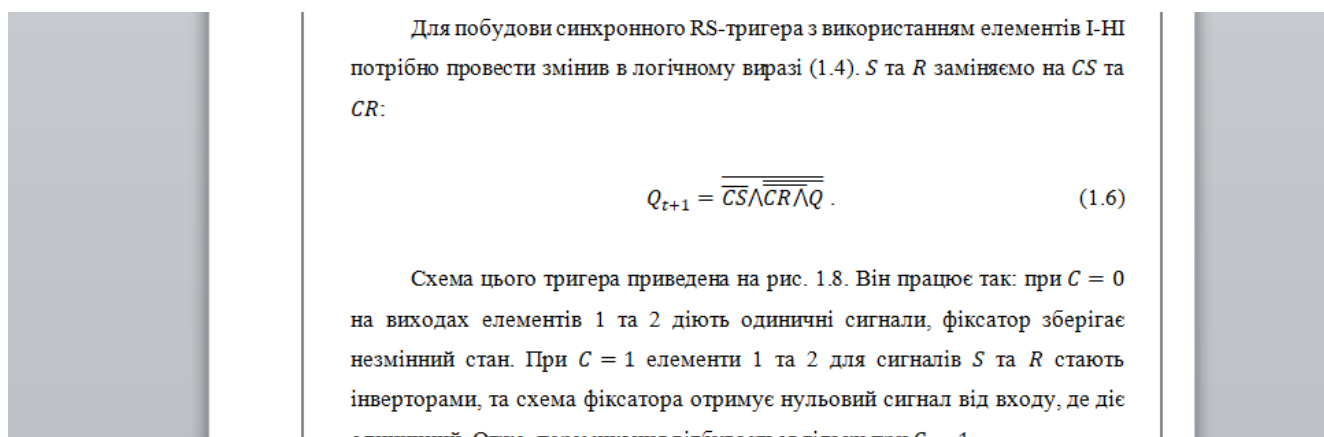 Для побудови синхронного RS-тригера з використанням елементів І-НІ
потрібно провести змінив в логічному виразі (1.4). S та R заміняємо на CS та
CR:
Q_{t+1} = \overline{\overline{CS} \wedge \overline{\overline{\overline{CR} \wedge Q}}} . (1.6)
Схема цього тригера приведена на рис. 1.8. Він працює так: при C = 0
на виходах елементів 1 та 2 діють одиничні сигнали, фіксатор зберігає
незмінний стан. При C = 1 елементи 1 та 2 для сигналів S та R стають
інверторами, та схема фіксатора отримує нульовий сигнал від входу, де діє